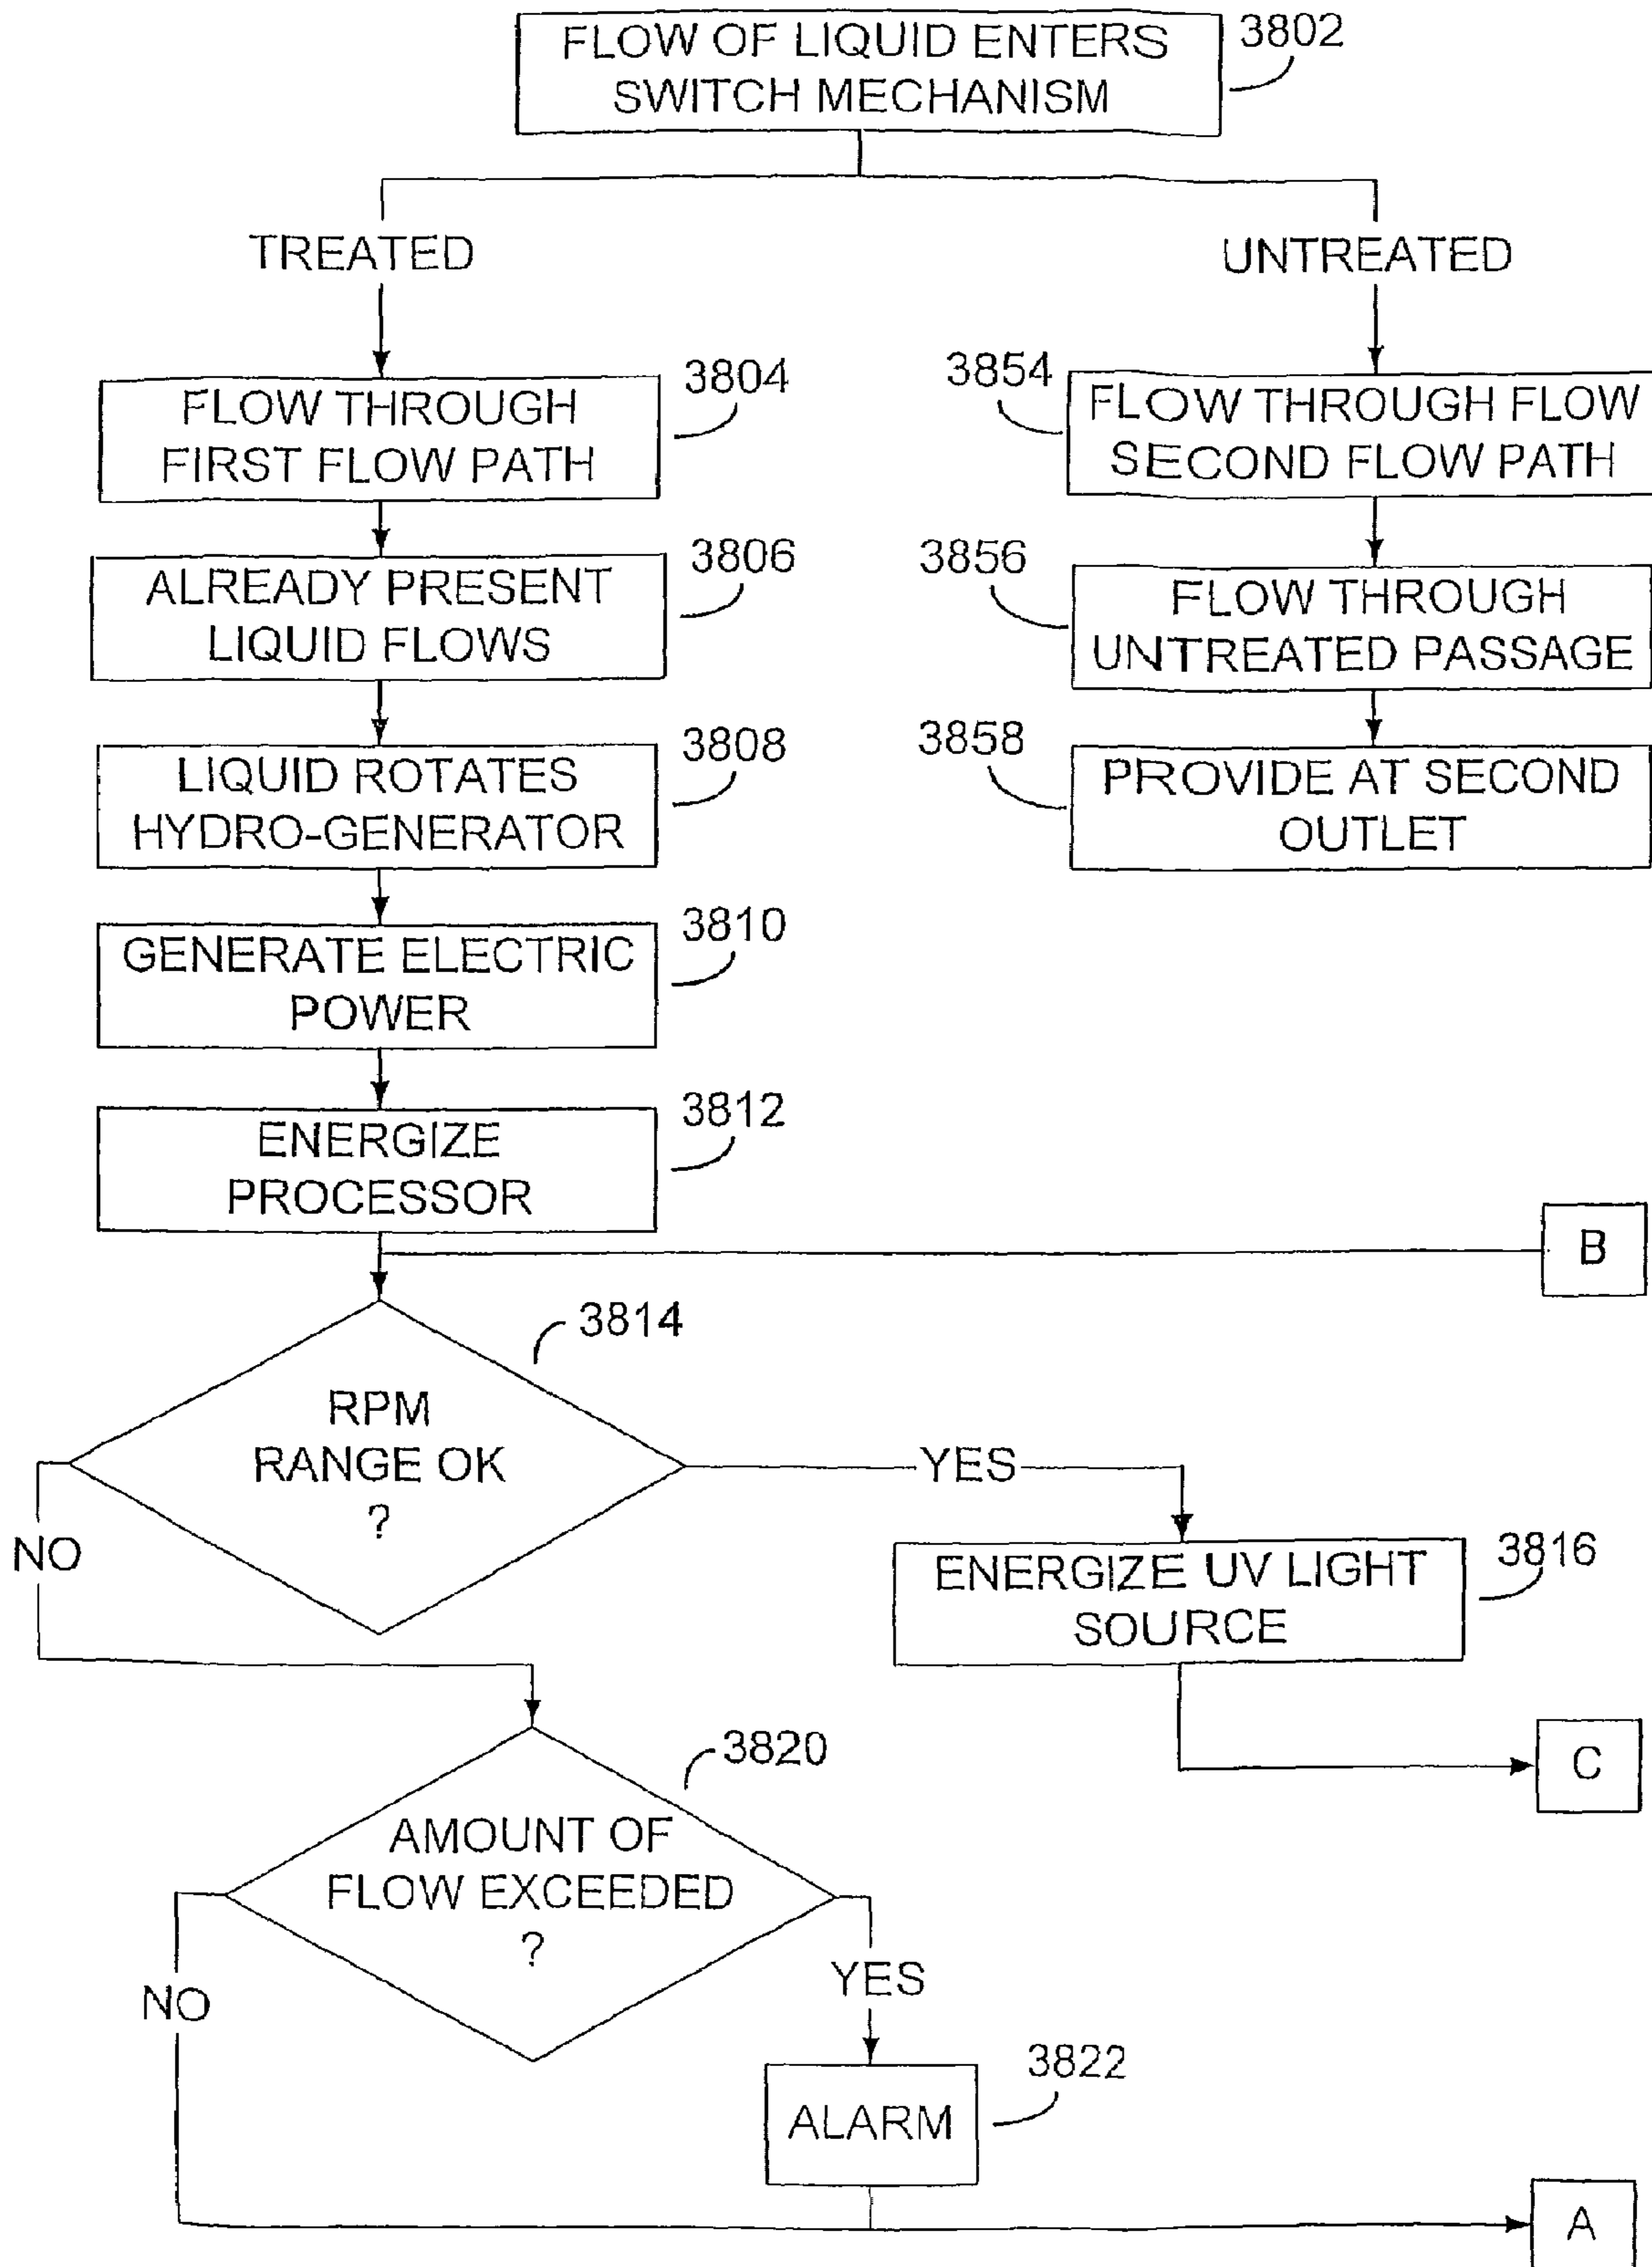 FLOW OF LIQUID ENTERS
SWITCH MECHANISM
3802
TREATED
UNTREATED
3804
FLOW THROUGH
FIRST FLOW PATH
3854
FLOW THROUGH FLOW
SECOND FLOW PATH
3806
ALREADY PRESENT
LIQUID FLOWS
3856
FLOW THROUGH
UNTREATED PASSAGE
3808
LIQUID ROTATES
HYDRO-GENERATOR
3858
PROVIDE AT SECOND
OUTLET
3810
GENERATE ELECTRIC
POWER
3812
ENERGIZE
PROCESSOR
B
3814
RPM
RANGE OK
?
YES
NO
3816
ENERGIZE UV LIGHT
SOURCE
C
3820
AMOUNT OF
FLOW EXCEEDED
?
YES
NO
3822
ALARM
A